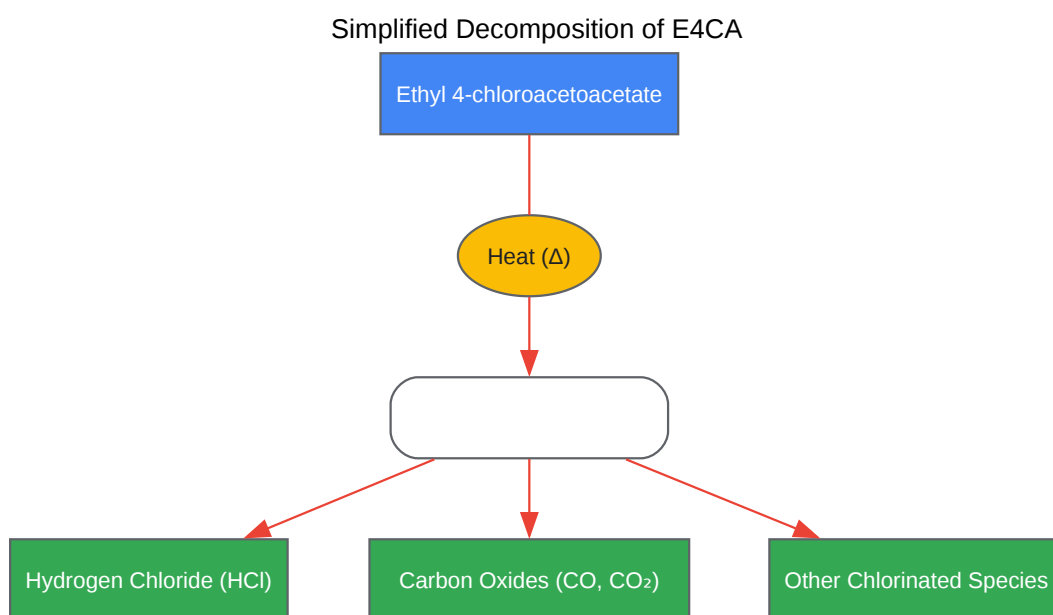 Simplified Decomposition of E4CA
Ethyl 4-chloroacetoacetate
Heat (Δ)
Hydrogen Chloride (HCl)
Carbon Oxides (CO, CO₂)
Other Chlorinated Species